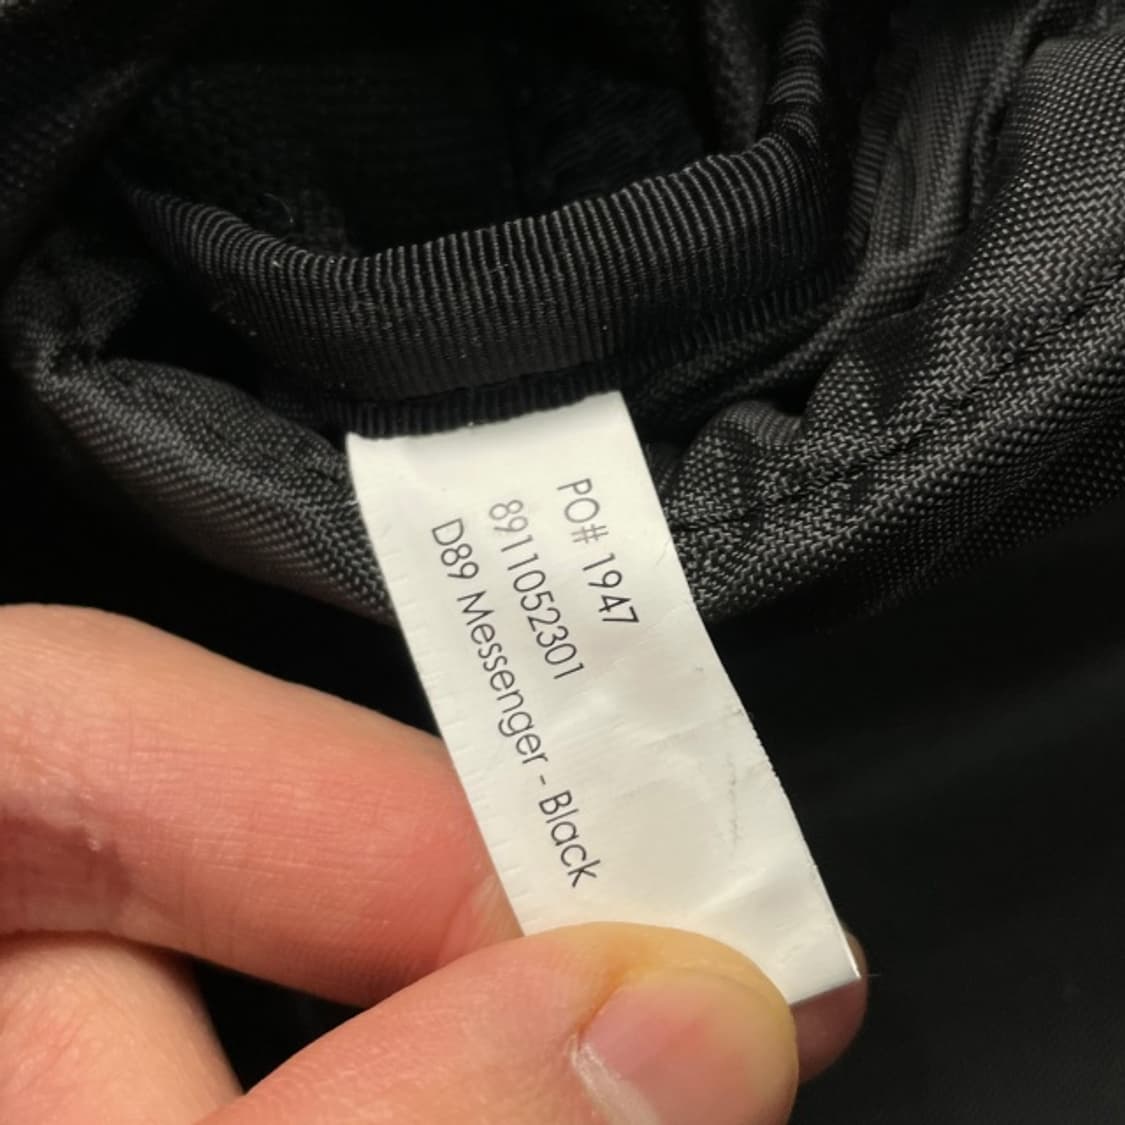 PO# 1947
8911052301
D89 Messenger - Black